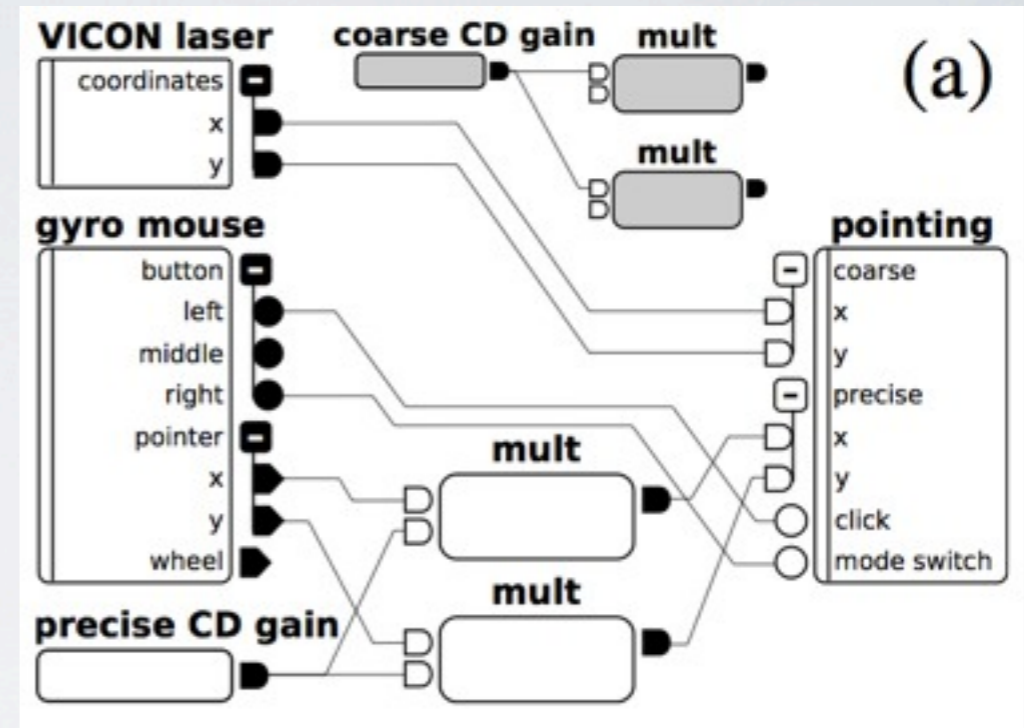 VICON laser
coordinates
x
y
coarse CD gain
mult
(a)
mult
gyro mouse
button
left
middle
right
pointer
x
y
wheel
pointing
coarse
x
y
precise
x
y
click
mode switch
mult
mult
precise CD gain